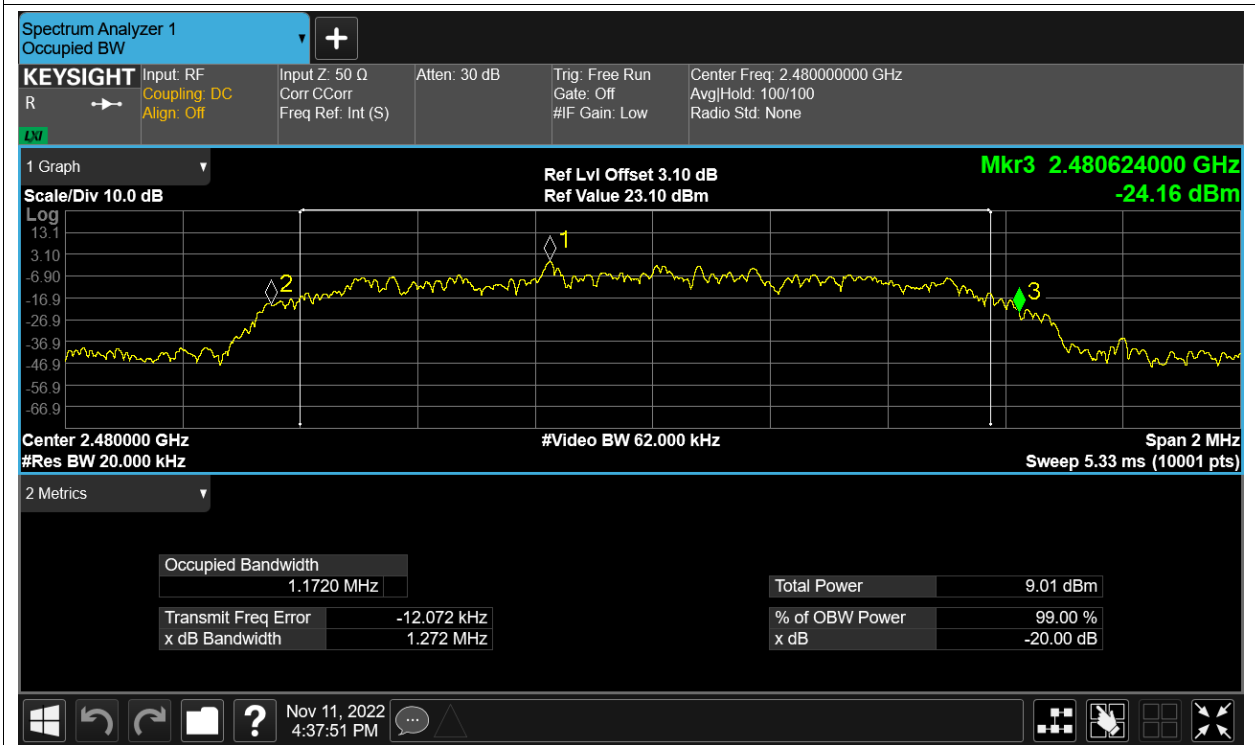 Spectrum Analyzer 1
Occupied BW
+
KEYSIGHT
R
LXI
Input: RF
Coupling: DC
Align: Off
Input Z: 50 Ω
Corr CCorr
Freq Ref: Int (S)
Atten: 30 dB
Trig: Free Run
Gate: Off
#IF Gain: Low
Center Freq: 2.480000000 GHz
Avg|Hold: 100/100
Radio Std: None
1 Graph
Scale/Div 10.0 dB
Ref Lvl Offset 3.10 dB
Ref Value 23.10 dBm
Mkr3 2.480624000 GHz
-24.16 dBm
Log
13.1
3.10
-6.90
-16.9
-26.9
-36.9
-46.9
-56.9
-66.9
1
2
3
Center 2.480000 GHz
#Res BW 20.000 kHz
#Video BW 62.000 kHz
Span 2 MHz
Sweep 5.33 ms (10001 pts)
2 Metrics
Occupied Bandwidth
1.1720 MHz
Transmit Freq Error -12.072 kHz
x dB Bandwidth 1.272 MHz
Total Power 9.01 dBm
% of OBW Power 99.00 %
x dB -20.00 dB
?
Nov 11, 2022
4:37:51 PM